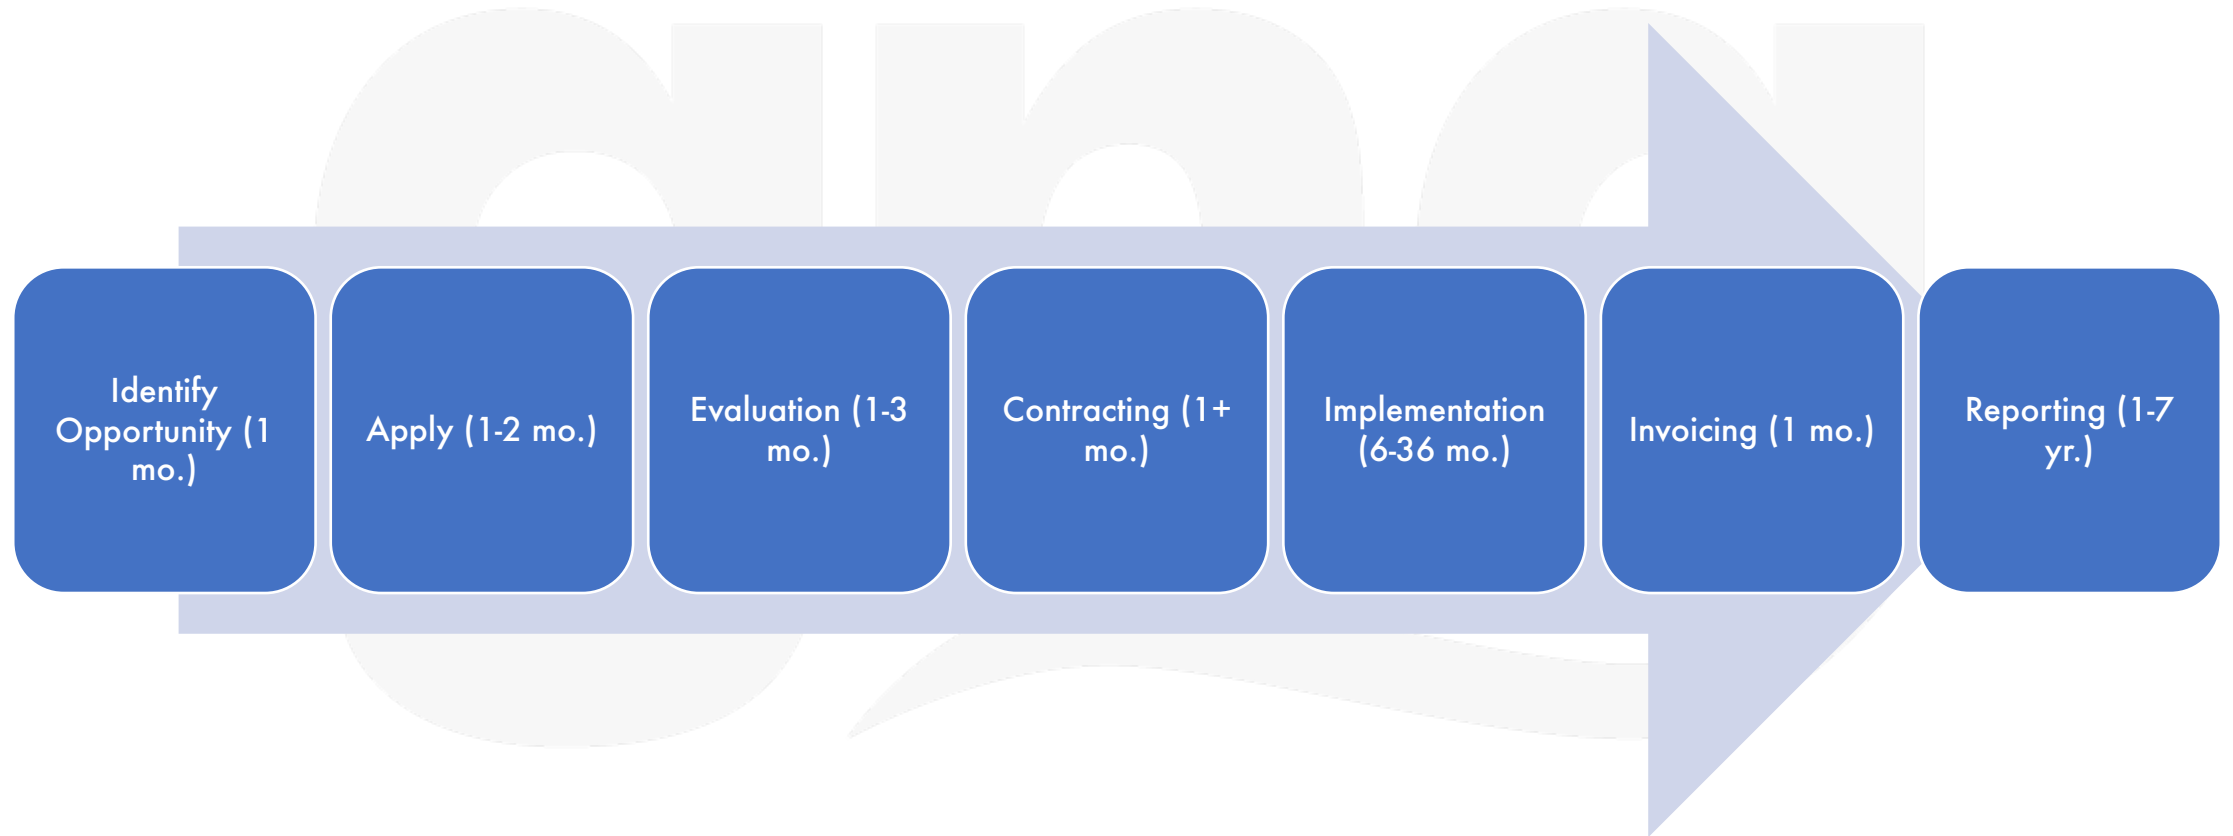 Identify
Opportunity (1
mo.)
Apply (1-2 mo.)
Evaluation (1-3
mo.)
Contracting (1+
mo.)
Implementation
(6-36 mo.)
Invoicing (1 mo.)
Reporting (1-7
yr.)